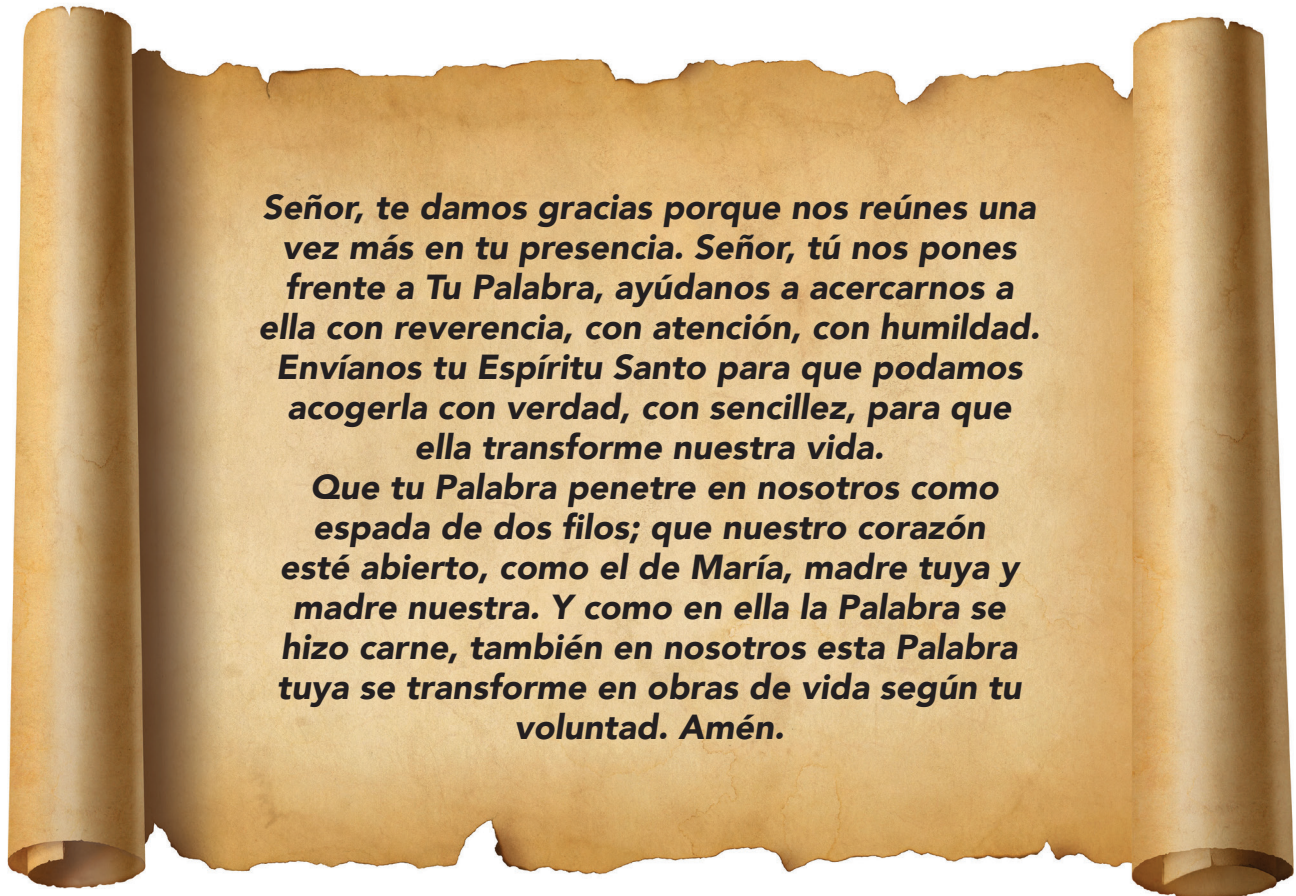 Señor, te damos gracias porque nos reúnes una
vez más en tu presencia. Señor, tú nos pones
frente a Tu Palabra, ayúdanos a acercarnos a
ella con reverencia, con atención, con humildad.
Envíanos tu Espíritu Santo para que podamos
acogerla con verdad, con sencillez, para que
ella transforme nuestra vida.
Que tu Palabra penetre en nosotros como
espada de dos filos; que nuestro corazón
esté abierto, como el de María, madre tuya y
madre nuestra. Y como en ella la Palabra se
hizo carne, también en nosotros esta Palabra
tuya se transforme en obras de vida según tu
voluntad. Amén.